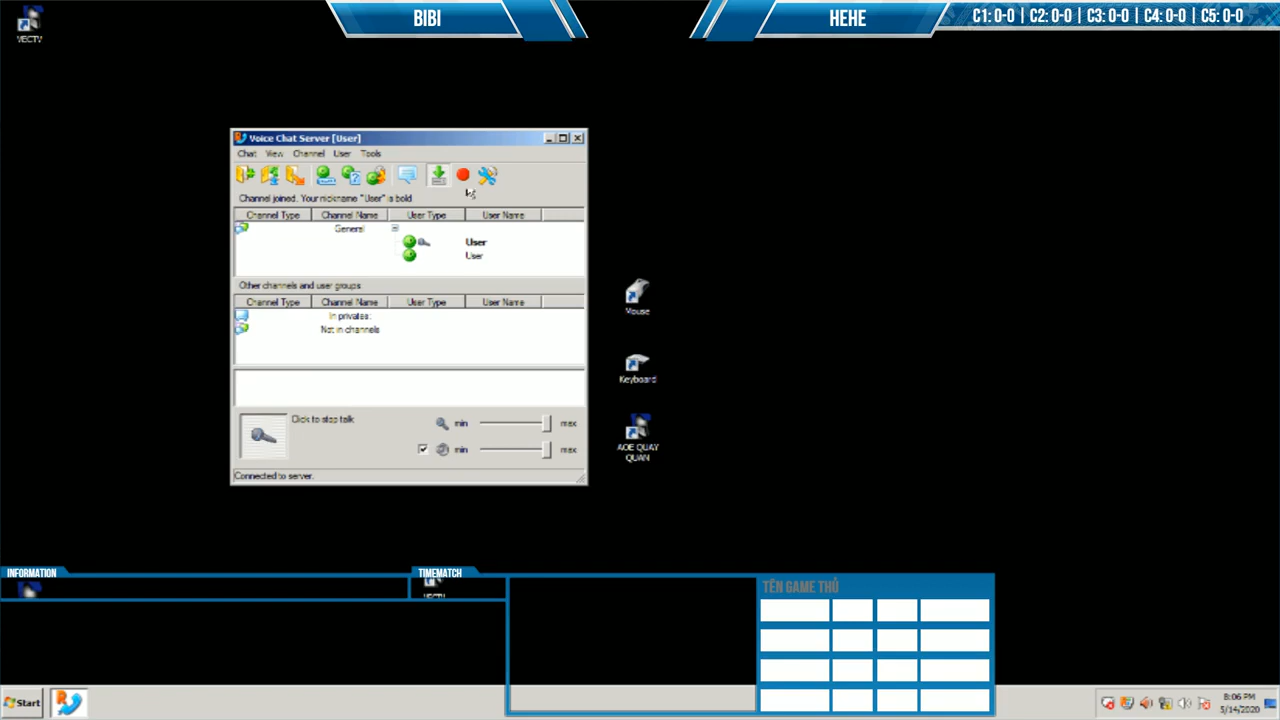 BIBI
HEHE
C1: 0-0 | C2: 0-0 | C3: 0-0 | C4: 0-0 | C5: 0-0
VECTV
Voice Chat Server [User]
Chat View Channel User Tools
Channel joined. Your nickname "User" is bold
Channel Type Channel Name User Type User Name
General
User
User
Other channels and user groups
Channel Type Channel Name User Type User Name
In privates:
Not in channels
Mouse
Keyboard
AOE QUAY
QUAN
Click to stop talk
min max
min max
Connected to server.
INFORMATION
TIMEMATCH
TÊN GAME THỦ
Start
8:06 PM
5/14/2020